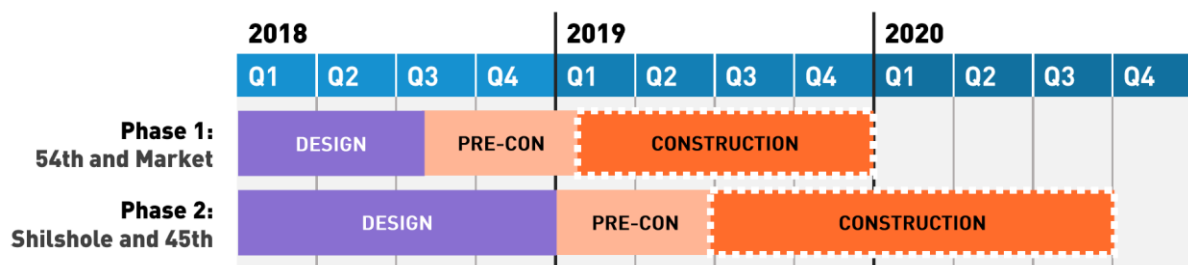 2018 2019 2020
Q1 Q2 Q3 Q4 Q1 Q2 Q3 Q4 Q1 Q2 Q3 Q4
Phase 1:
54th and Market
DESIGN PRE-CON CONSTRUCTION
Phase 2:
Shilshole and 45th
DESIGN PRE-CON CONSTRUCTION